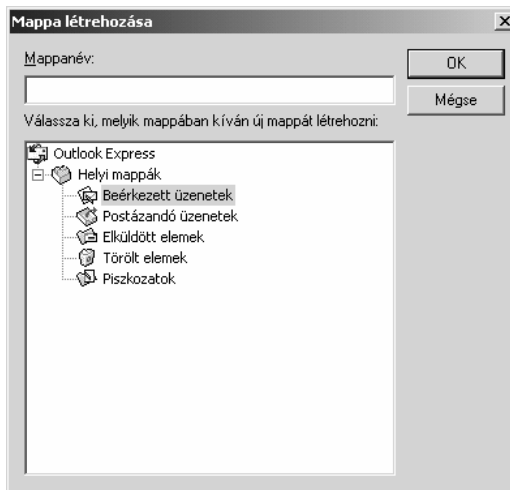 Mappa létrehozása
Mappanév:
OK
Mégse
Válassza ki, melyik mappában kíván új mappát létrehozni:
Outlook Express
Helyi mappák
Beérkezett üzenetek
Postázandó üzenetek
Elküldött elemek
Törölt elemek
Piszkozatok